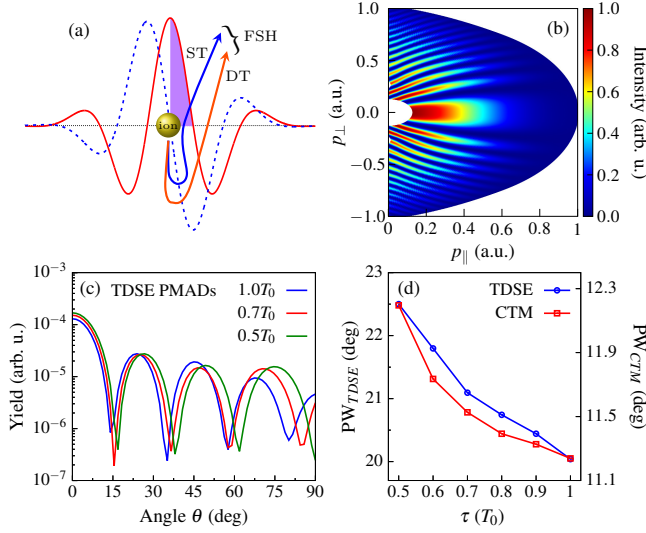 (a)
ST
FSH
DT
ion
(b)
1.0
0.5
0.0
−0.5
−1.0
p⊥ (a.u.)
0 0.2 0.4 0.6 0.8 1
p∥ (a.u.)
1.0
0.8
0.6
0.4
0.2
0.0
Intensity (arb. u.)
(c) TDSE PMADs
1.0T0
0.7T0
0.5T0
10−3
10−4
10−5
10−6
10−7
Yield (arb. u.)
0 15 30 45 60 75 90
Angle θ (deg)
(d)
TDSE
CTM
23
22
21
20
PWTDSE (deg)
12.3
11.9
11.5
11.1
PWCTM (deg)
0.5 0.6 0.7 0.8 0.9 1
τ (T0)